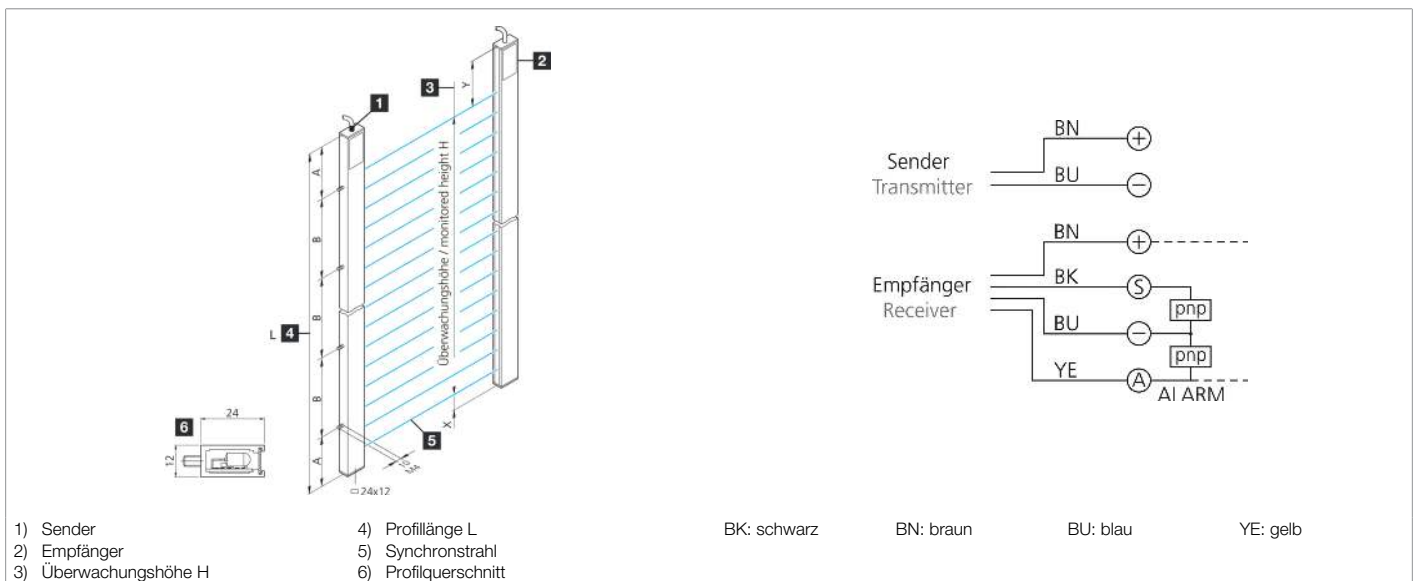 1
2
3
Y
A
B
B
B
A
L 4
Überwachungshöhe / monitored height H
X
5
10
M4
24x12
6
24
12
Sender
Transmitter
BN
+
BU
−
Empfänger
Receiver
BN
+
BK
S
pnp
BU
−
pnp
YE
A
ALARM
1) Sender
2) Empfänger
3) Überwachungshöhe H
4) Profillänge L
5) Synchronstrahl
6) Profilquerschnitt
BK: schwarz BN: braun BU: blau YE: gelb